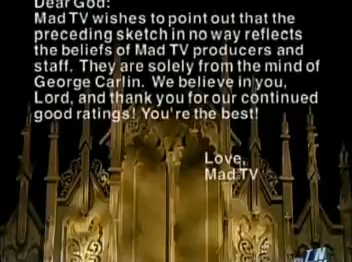 Dear God:
Mad TV wishes to point out that the
preceding sketch in no way reflects
the beliefs of Mad TV producers and
staff. They are solely from the mind of
George Carlin. We believe in you,
Lord, and thank you for our continued
good ratings! You're the best!
Love,
Mad TV